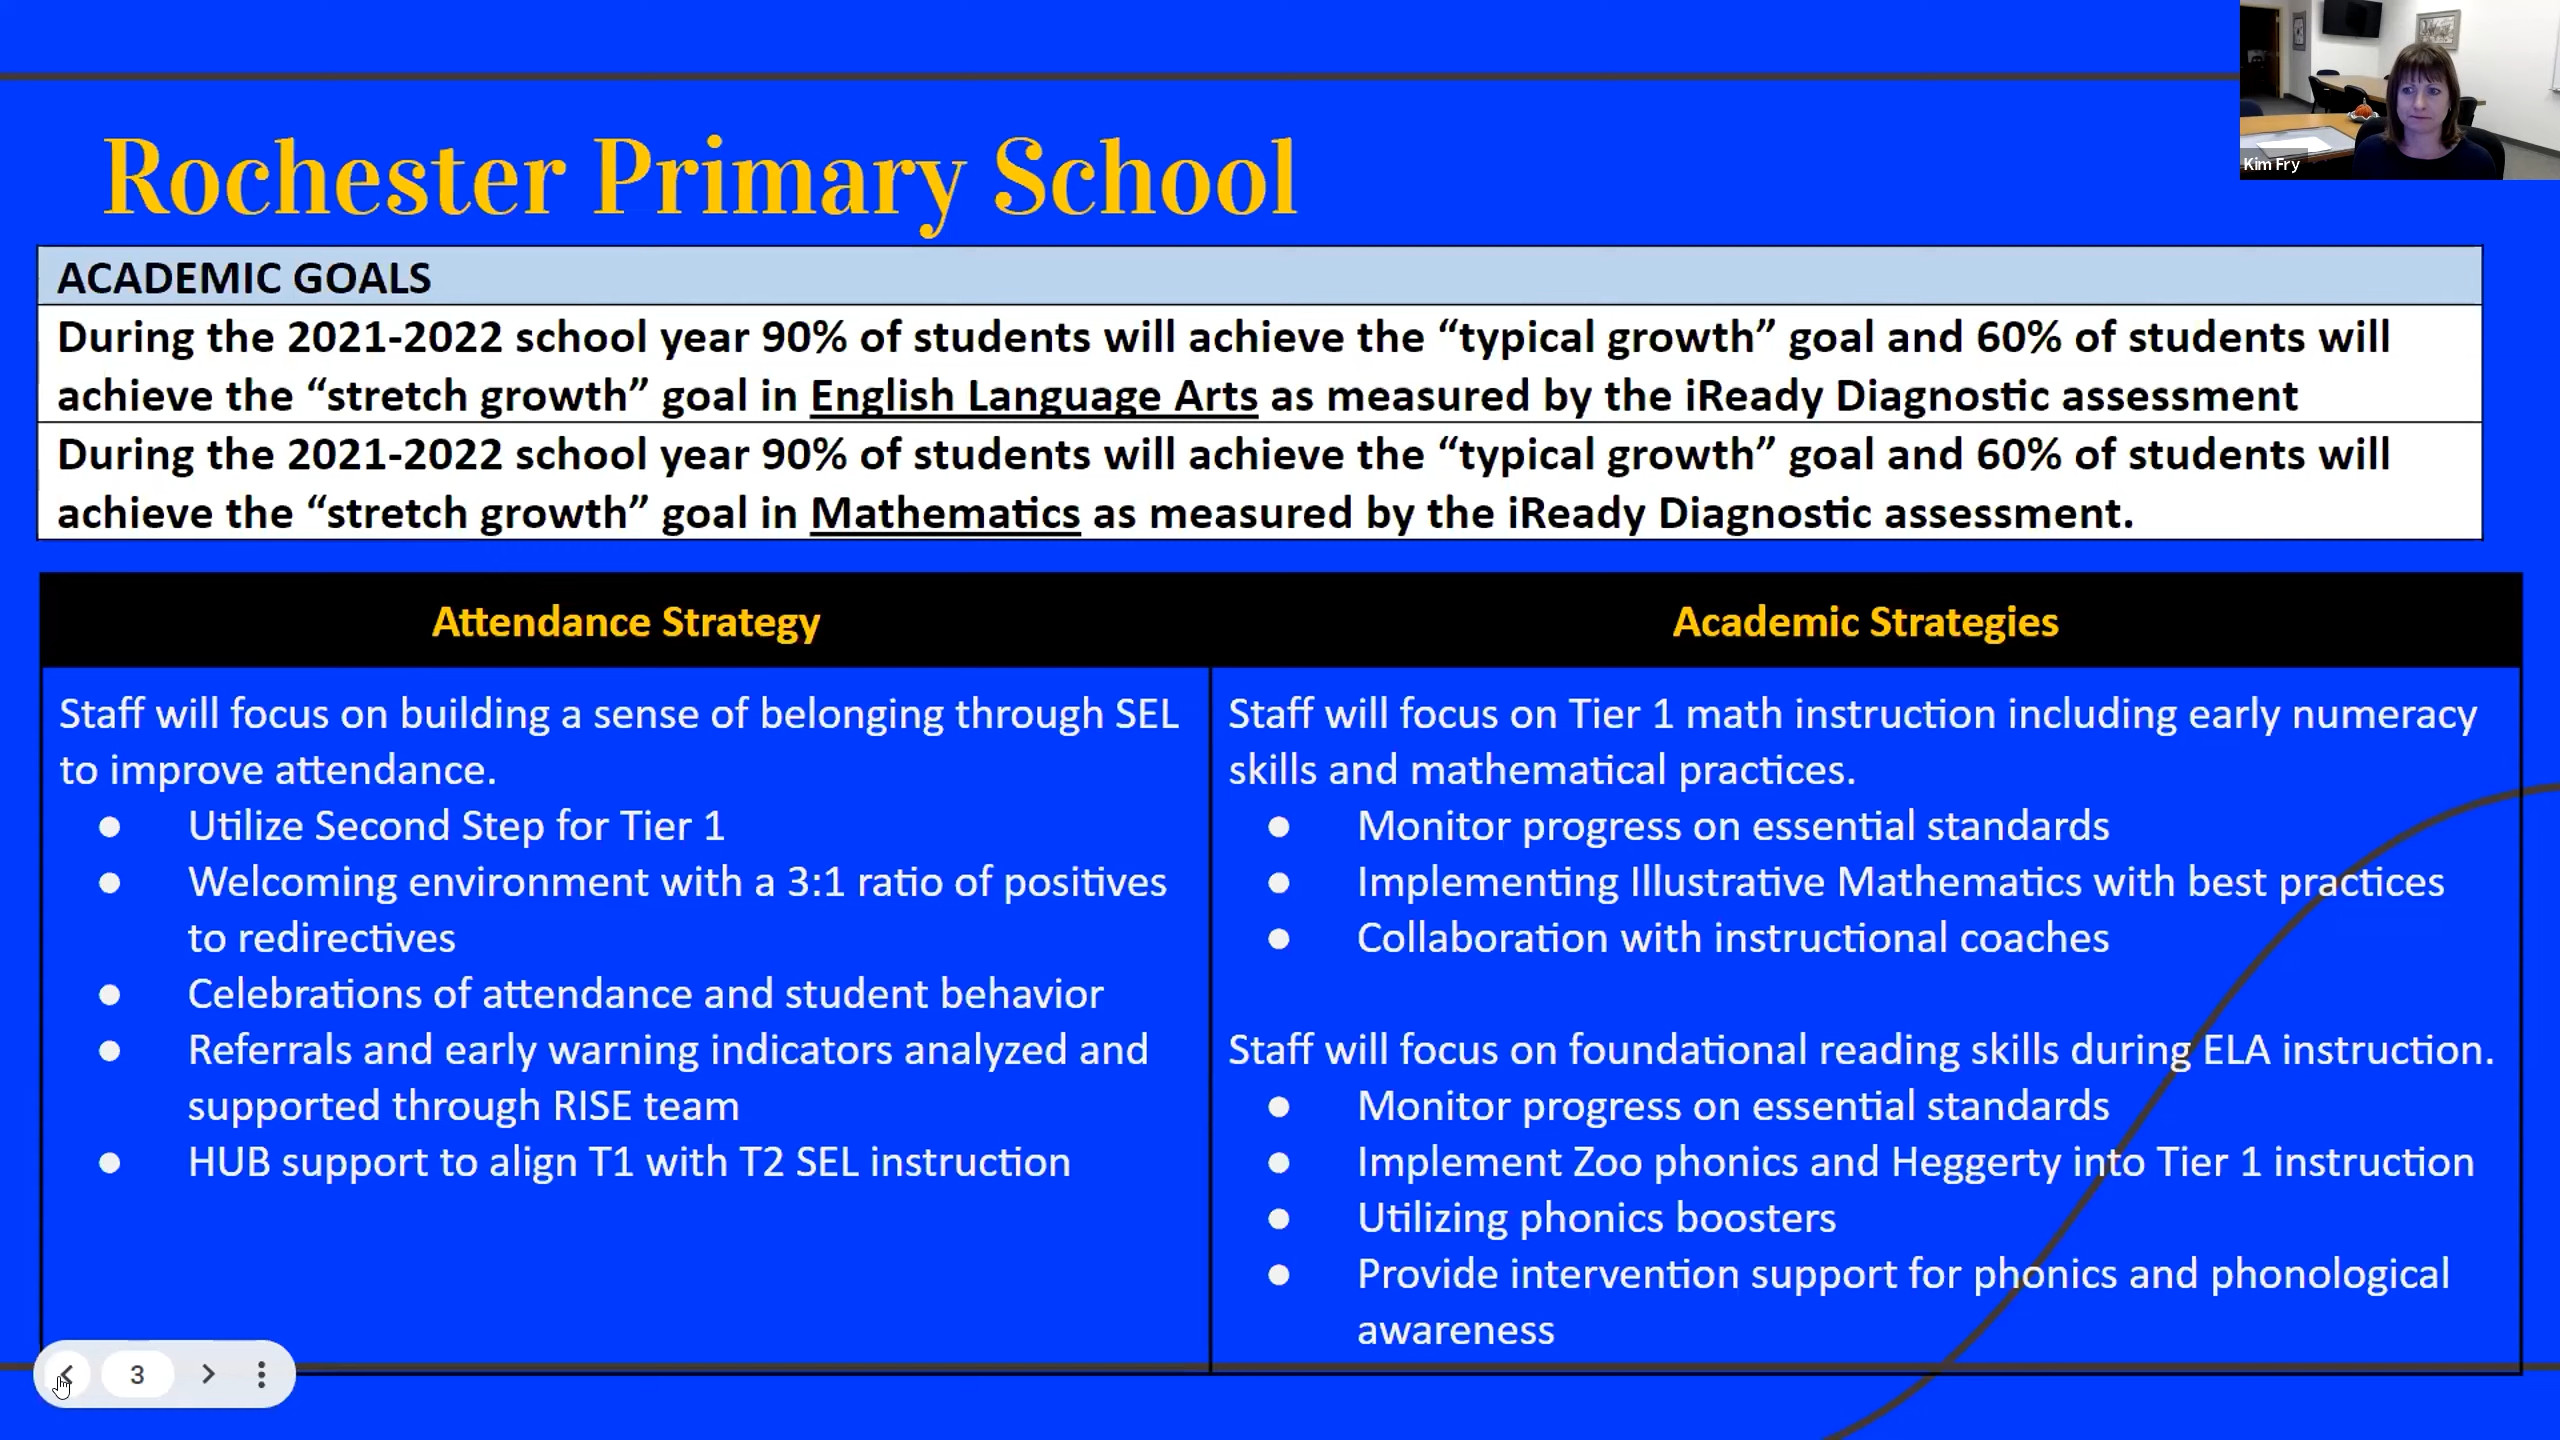 Kim Fry
Rochester Primary School
ACADEMIC GOALS
During the 2021-2022 school year 90% of students will achieve the “typical growth” goal and 60% of students will
achieve the “stretch growth” goal in English Language Arts as measured by the iReady Diagnostic assessment
During the 2021-2022 school year 90% of students will achieve the “typical growth” goal and 60% of students will
achieve the “stretch growth” goal in Mathematics as measured by the iReady Diagnostic assessment.
Attendance Strategy
Staff will focus on building a sense of belonging through SEL
to improve attendance.
● Utilize Second Step for Tier 1
● Welcoming environment with a 3:1 ratio of positives
to redirectives
● Celebrations of attendance and student behavior
● Referrals and early warning indicators analyzed and
supported through RISE team
● HUB support to align T1 with T2 SEL instruction
Academic Strategies
Staff will focus on Tier 1 math instruction including early numeracy
skills and mathematical practices.
● Monitor progress on essential standards
● Implementing Illustrative Mathematics with best practices
● Collaboration with instructional coaches
Staff will focus on foundational reading skills during ELA instruction.
● Monitor progress on essential standards
● Implement Zoo phonics and Heggerty into Tier 1 instruction
● Utilizing phonics boosters
● Provide intervention support for phonics and phonological
awareness
3